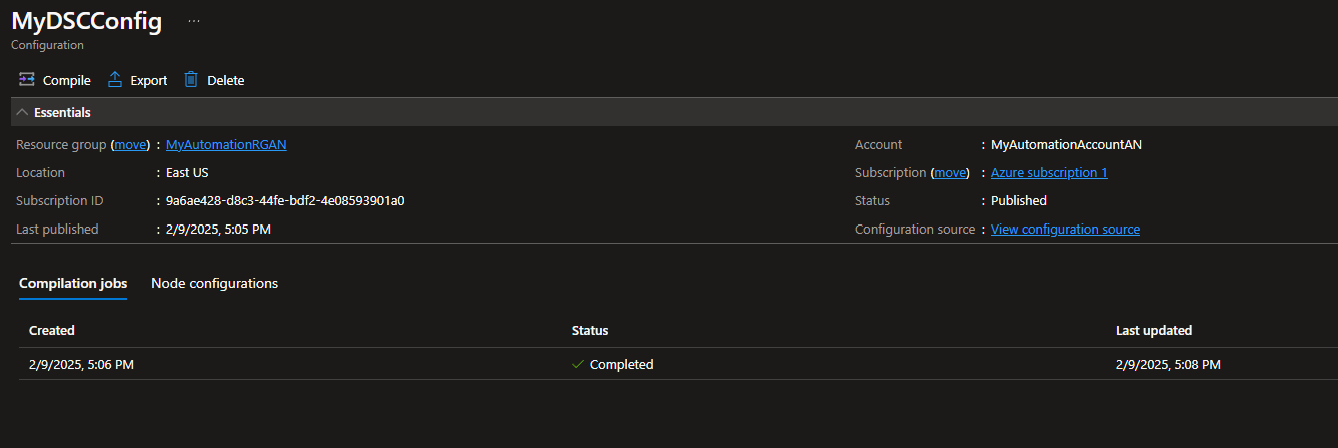 MyDSCConfig ...
Configuration
Compile Export Delete
Essentials
Resource group (move) : MyAutomationRGAN Account : MyAutomationAccountAN
Location : East US Subscription (move) : Azure subscription 1
Subscription ID : 9a6ae428-d8c3-44fe-bdf2-4e08593901a0 Status : Published
Last published : 2/9/2025, 5:05 PM Configuration source : View configuration source
Compilation jobs Node configurations
Created Status Last updated
2/9/2025, 5:06 PM Completed 2/9/2025, 5:08 PM